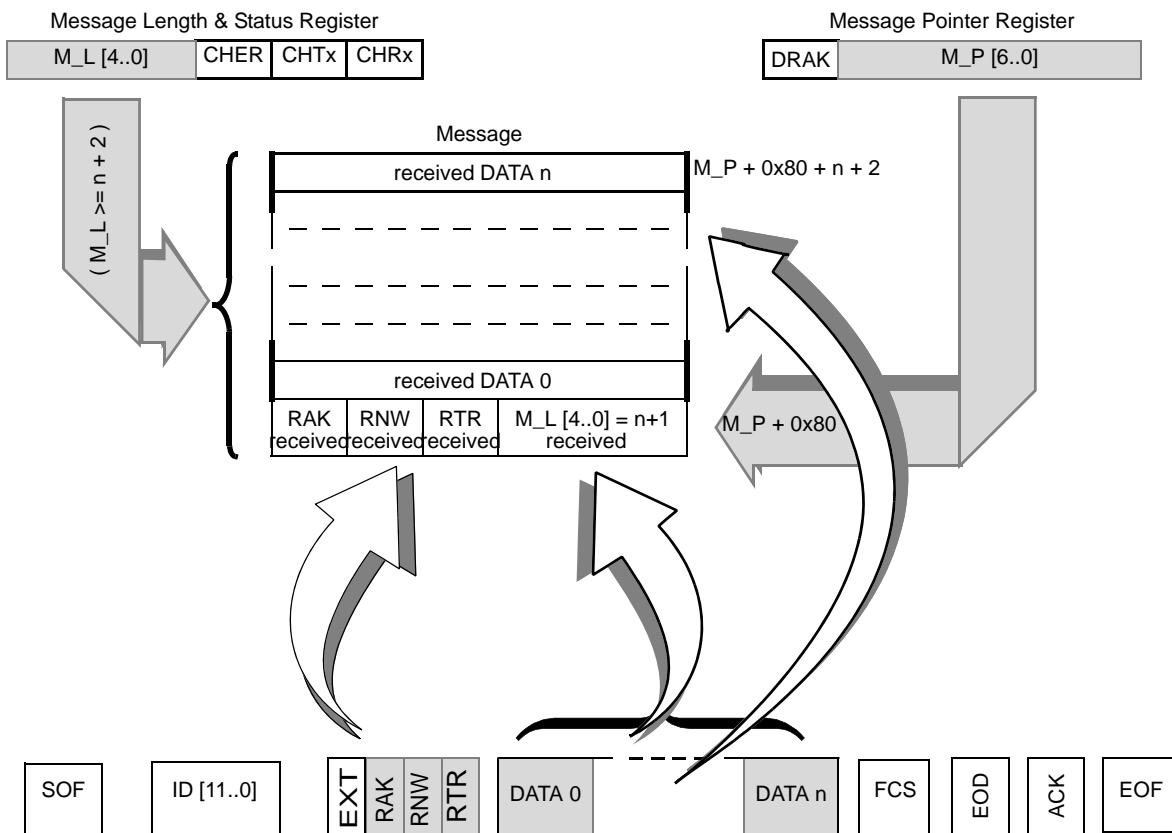 Message Length & Status Register
Message Pointer Register
M_L [4..0] CHER CHTx CHRx
DRAK M_P [6..0]
( M_L >= n + 2 )
Message
received DATA n
M_P + 0x80 + n + 2
received DATA 0
RAK received
RNW received
RTR received
M_L [4..0] = n+1 received
M_P + 0x80
SOF
ID [11..0]
EXT
RAK
RNW
RTR
DATA 0
DATA n
FCS
EOD
ACK
EOF